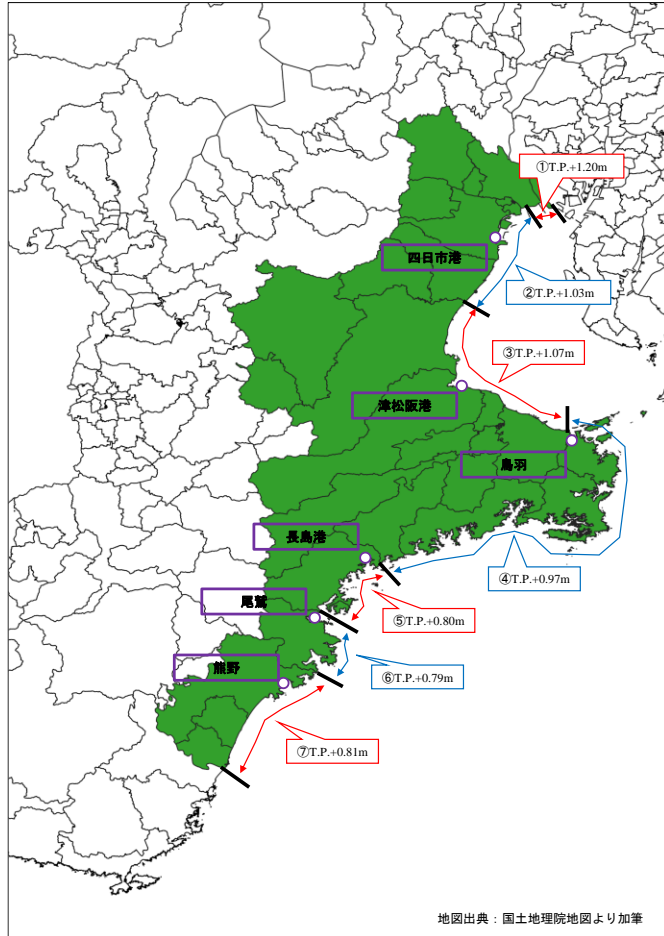 ①T.P.+1.20m
四日市港
②T.P.+1.03m
③T.P.+1.07m
津松阪港
鳥羽
長島港
④T.P.+0.97m
尾鷲
⑤T.P.+0.80m
熊野
⑥T.P.+0.79m
⑦T.P.+0.81m
地図出典：国土地理院地図より加筆